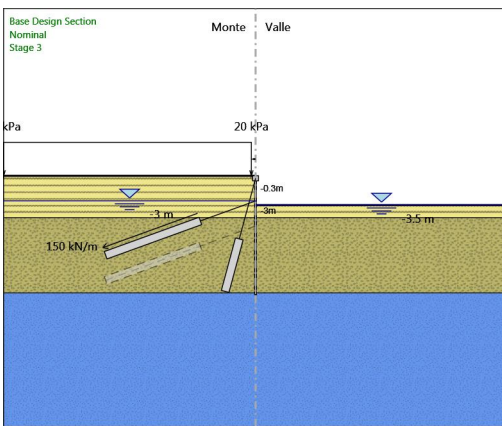 Base Design Section
Nominal
Stage 3
Monte
Valle
kPa
20 kPa
-0.3m
-3 m
-3m
-3.5 m
150 kN/m